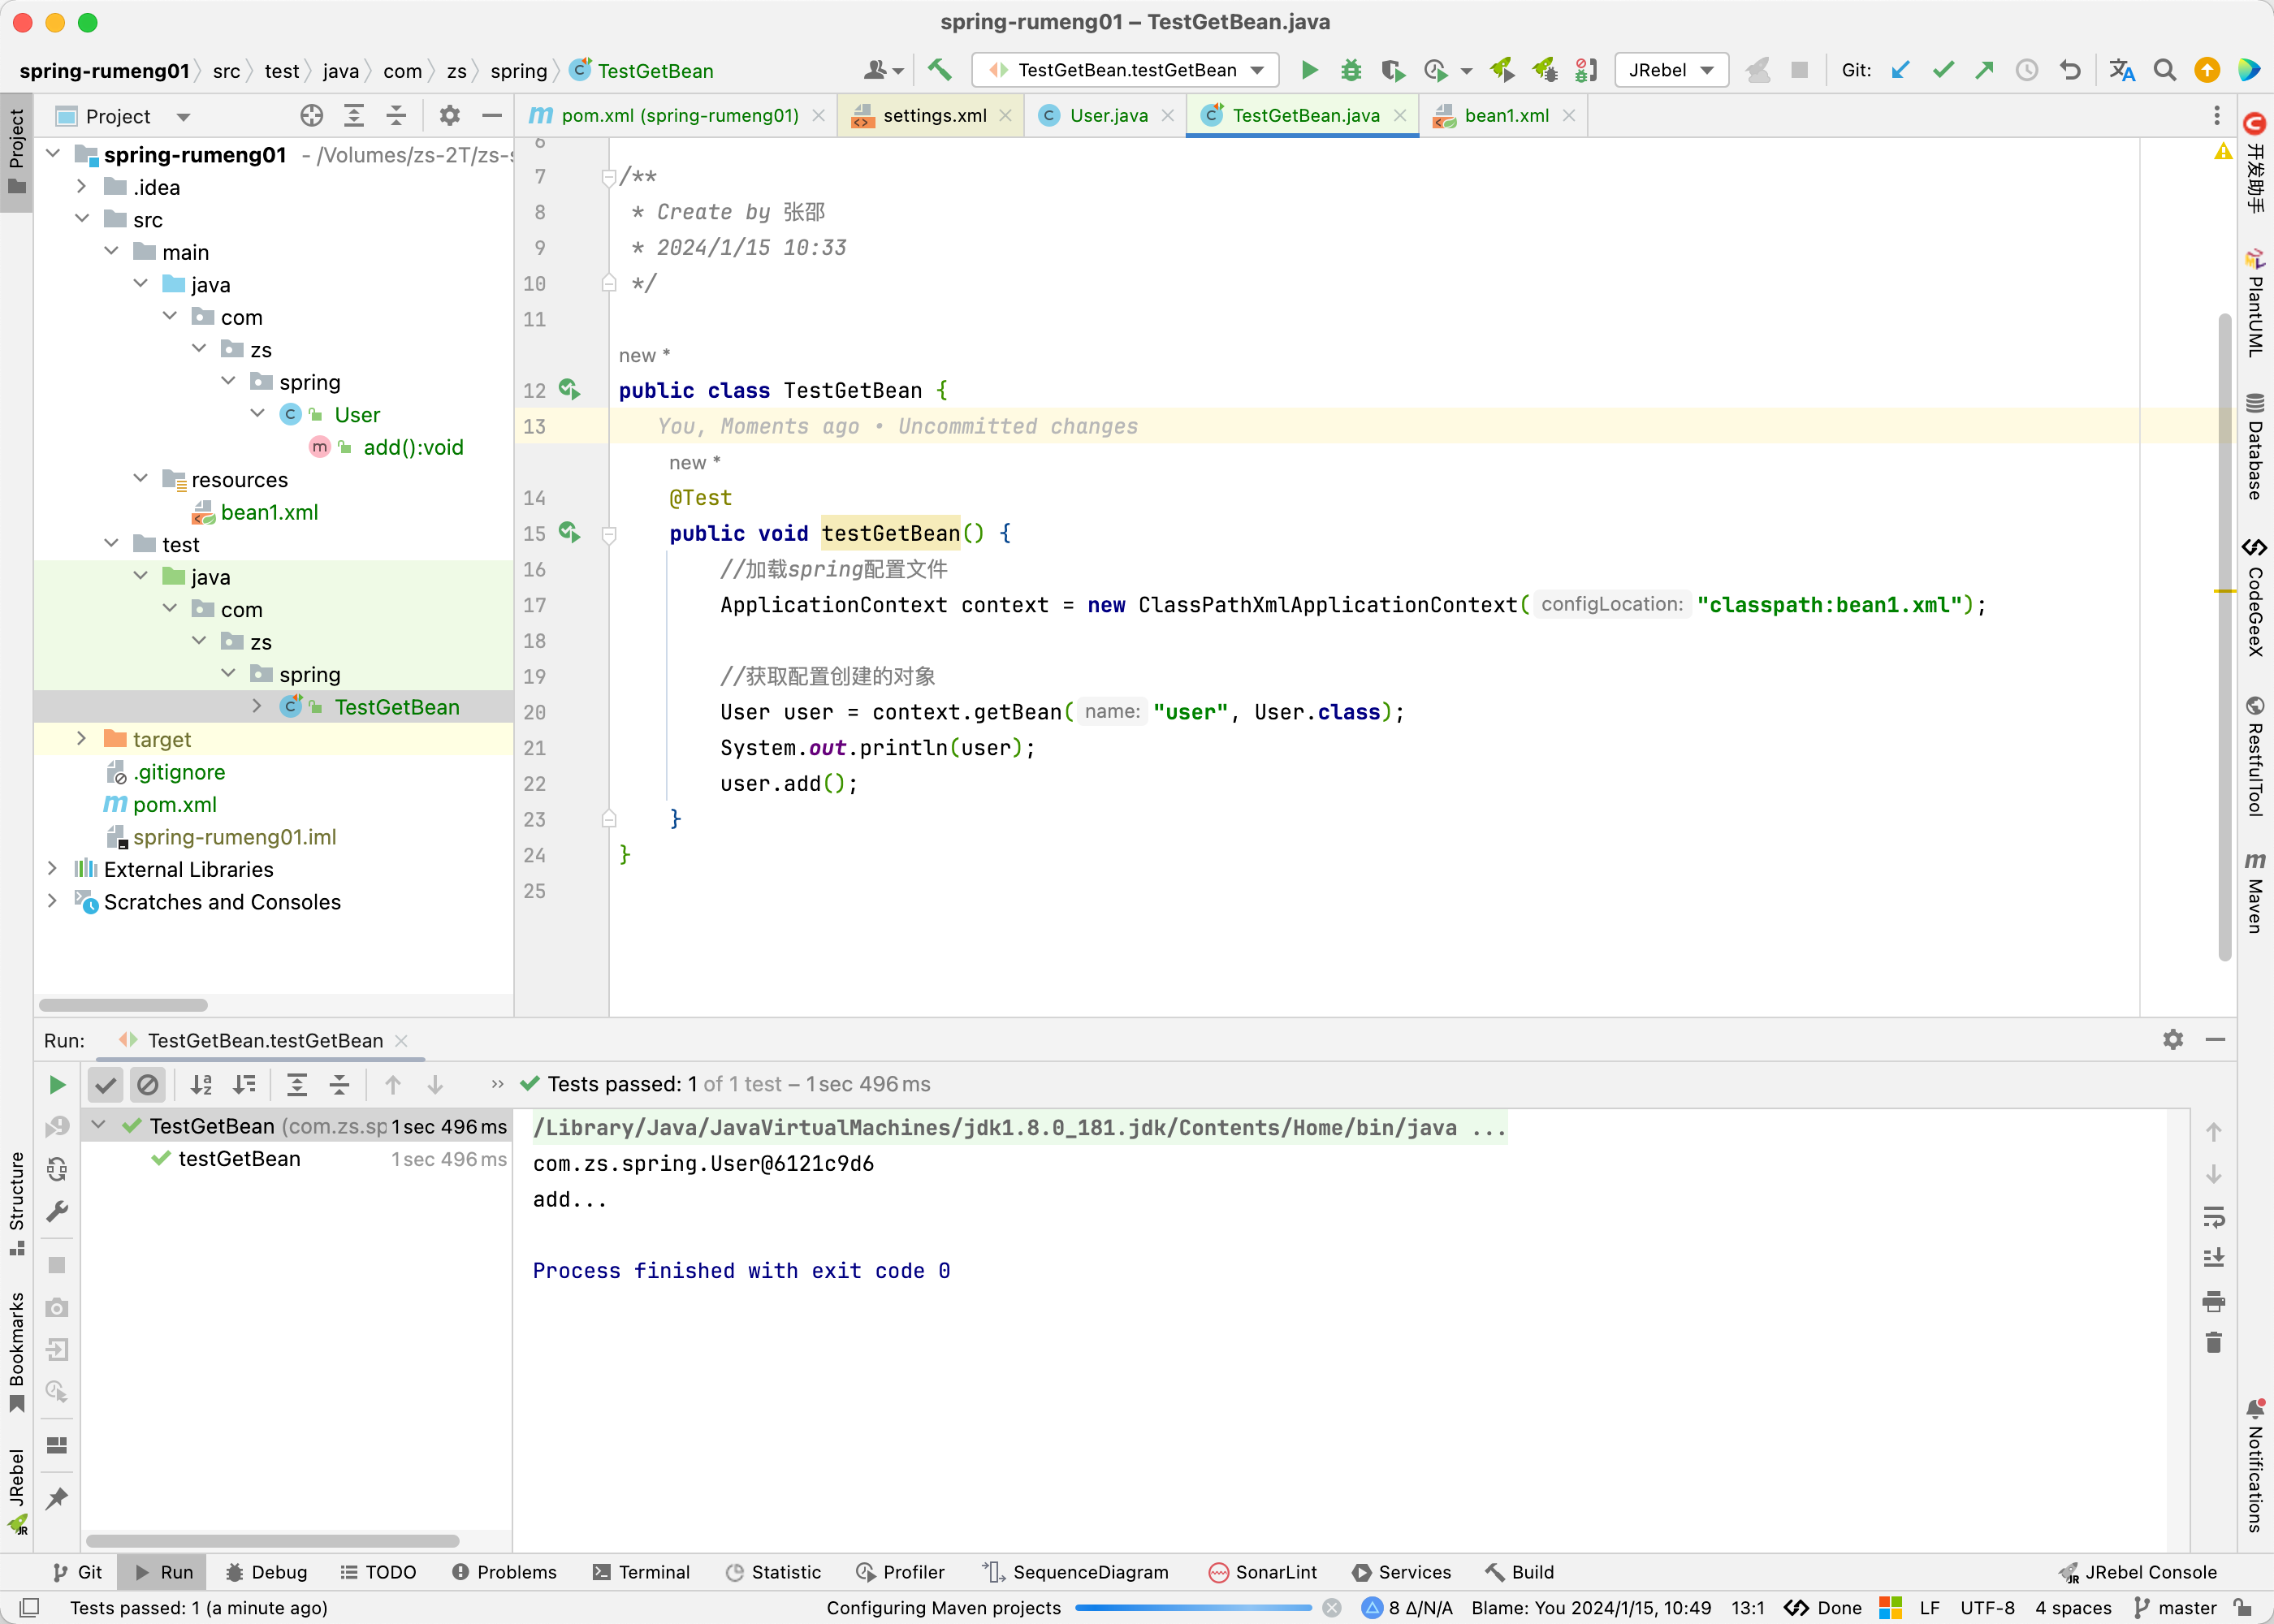 spring-rumeng01 – TestGetBean.java
spring-rumeng01 src test java com zs spring TestGetBean
TestGetBean.testGetBean
JRebel
Git:
Project
pom.xml (spring-rumeng01)
settings.xml
User.java
TestGetBean.java
bean1.xml
Project
spring-rumeng01 - /Volumes/zs-2T/zs-s
.idea
src
main
java
com
zs
spring
User
add():void
resources
bean1.xml
test
java
com
zs
spring
TestGetBean
target
.gitignore
pom.xml
spring-rumeng01.iml
External Libraries
Scratches and Consoles
6
7 /**
8 * Create by 张邵
9 * 2024/1/15 10:33
10 */
11
new *
12 public class TestGetBean {
13 You, Moments ago • Uncommitted changes
new *
14 @Test
15 public void testGetBean() {
16 //加载spring配置文件
17 ApplicationContext context = new ClassPathXmlApplicationContext( configLocation: "classpath:bean1.xml");
18
19 //获取配置创建的对象
20 User user = context.getBean( name: "user", User.class);
21 System.out.println(user);
22 user.add();
23 }
24 }
25
开发助手
PlantUML
Database
CodeGeeX
RestfulTool
Maven
Notifications
Structure
Bookmarks
JRebel
Run: TestGetBean.testGetBean
Tests passed: 1 of 1 test – 1 sec 496 ms
TestGetBean (com.zs.sp 1 sec 496 ms
testGetBean 1 sec 496 ms
/Library/Java/JavaVirtualMachines/jdk1.8.0_181.jdk/Contents/Home/bin/java ...
com.zs.spring.User@6121c9d6
add...
Process finished with exit code 0
Git Run Debug TODO Problems Terminal Statistic Profiler SequenceDiagram SonarLint Services Build JRebel Console
Tests passed: 1 (a minute ago) Configuring Maven projects 8 Δ/N/A Blame: You 2024/1/15, 10:49 13:1 Done LF UTF-8 4 spaces master